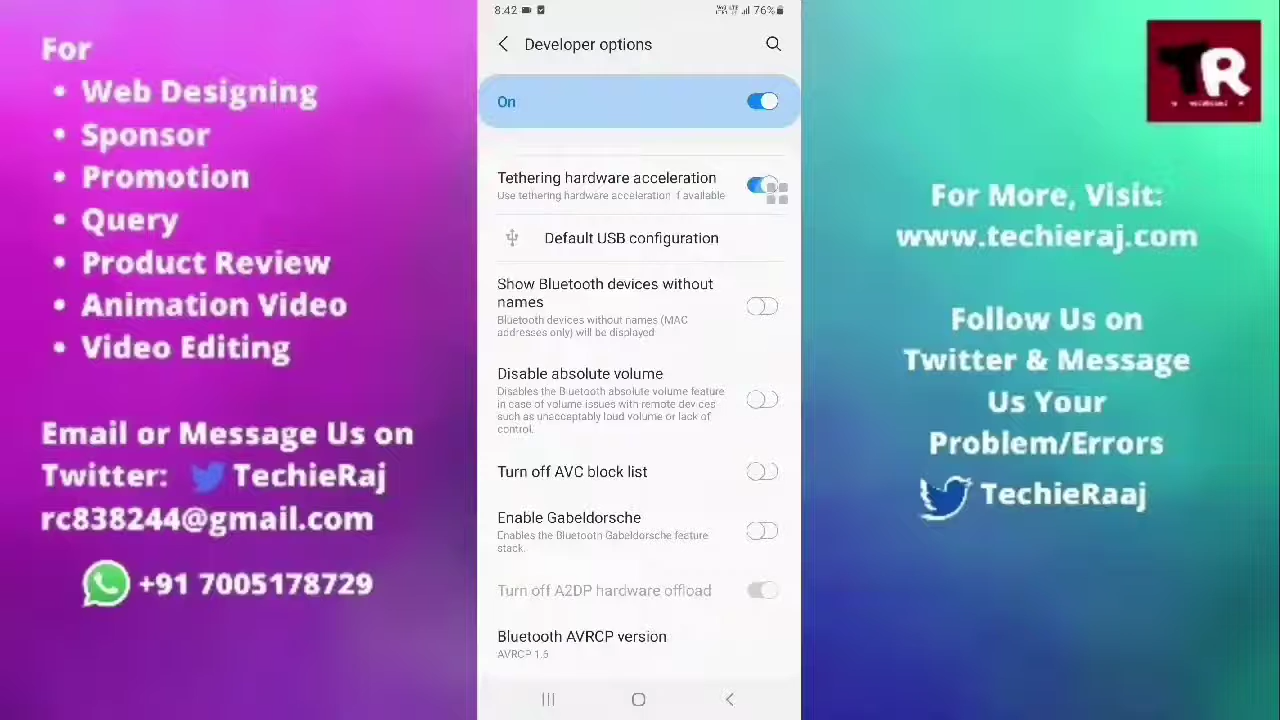 For
• Web Designing
• Sponsor
• Promotion
• Query
• Product Review
• Animation Video
• Video Editing
Email or Message Us on
Twitter: TechieRaj
rc838244@gmail.com
+91 7005178729
8:42
76%
Developer options
On
Tethering hardware acceleration
Use tethering hardware acceleration if available
Default USB configuration
Show Bluetooth devices without
names
Bluetooth devices without names (MAC
addresses only) will be displayed
Disable absolute volume
Disables the Bluetooth absolute volume feature
in case of volume issues with remote devices
such as unacceptably loud volume or lack of
control.
Turn off AVC block list
Enable Gabeldorsche
Enables the Bluetooth Gabeldorsche feature
stack.
Turn off A2DP hardware offload
Bluetooth AVRCP version
AVRCP 1.6
TR
For More, Visit:
www.techieraj.com
Follow Us on
Twitter & Message
Us Your
Problem/Errors
TechieRaaj